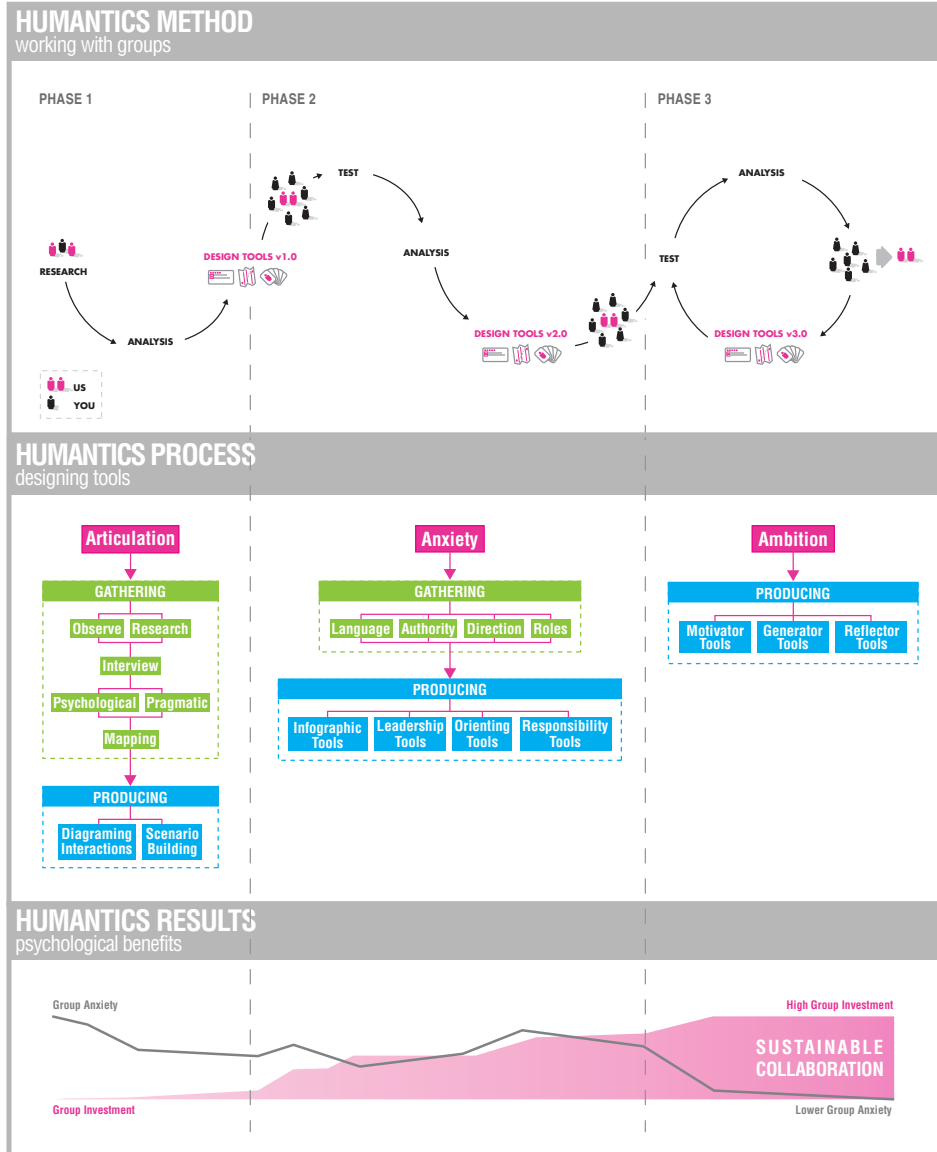 HUMANTICS METHOD
working with groups
PHASE 1
PHASE 2
PHASE 3
TEST
ANALYSIS
RESEARCH
DESIGN TOOLS v1.0
ANALYSIS
TEST
ANALYSIS
DESIGN TOOLS v2.0
DESIGN TOOLS v3.0
US
YOU
HUMANTICS PROCESS
designing tools
Articulation
GATHERING
Observe
Research
Interview
Psychological
Pragmatic
Mapping
PRODUCING
Diagraming
Interactions
Scenario
Building
Anxiety
GATHERING
Language
Authority
Direction
Roles
PRODUCING
Infographic
Tools
Leadership
Tools
Orienting
Tools
Responsibility
Tools
Ambition
PRODUCING
Motivator
Tools
Generator
Tools
Reflector
Tools
HUMANTICS RESULTS
psychological benefits
Group Anxiety
High Group Investment
SUSTAINABLE
COLLABORATION
Group Investment
Lower Group Anxiety